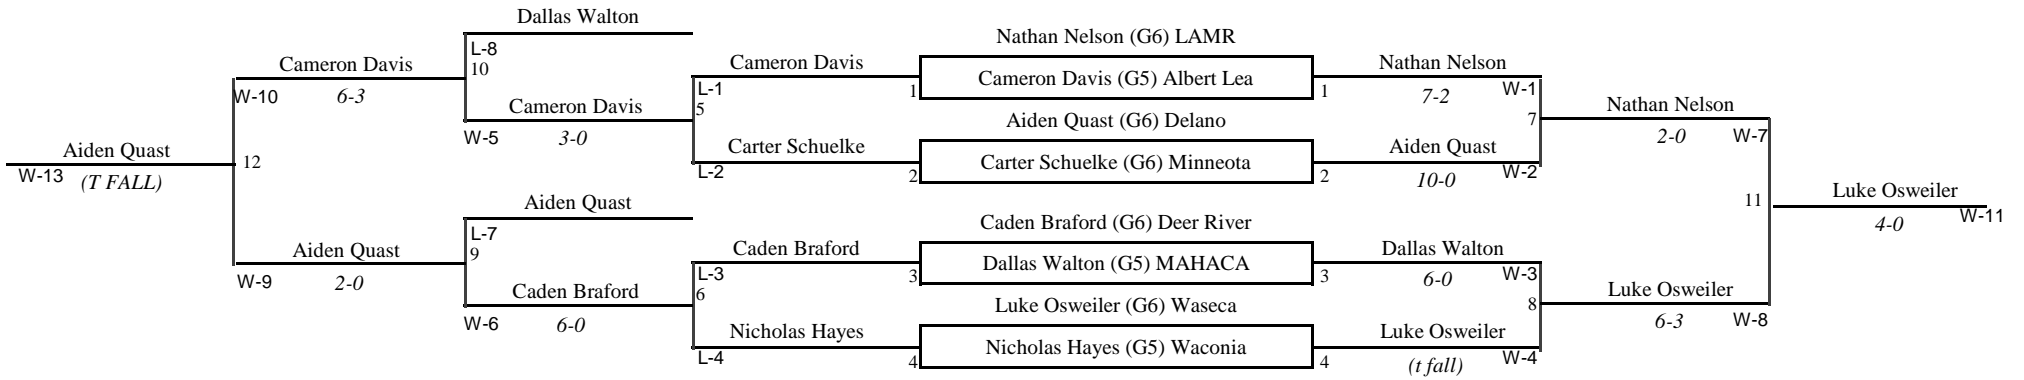 Dallas Walton
L-8
10
Cameron Davis
W-10
6-3
Cameron Davis
W-5
3-0
Cameron Davis
L-1
5
1
Carter Schuelke
L-2
2
Aiden Quast
W-13
(T FALL)
12
Aiden Quast
L-7
9
Aiden Quast
W-9
2-0
Caden Braford
W-6
6-0
Caden Braford
L-3
6
3
Nicholas Hayes
L-4
4
Nathan Nelson (G6) LAMR
Cameron Davis (G5) Albert Lea
Aiden Quast (G6) Delano
Carter Schuelke (G6) Minneota
Caden Braford (G6) Deer River
Dallas Walton (G5) MAHACA
Luke Osweiler (G6) Waseca
Nicholas Hayes (G5) Waconia
Nathan Nelson
1
7-2
W-1
7
Aiden Quast
2
10-0
W-2
Dallas Walton
3
6-0
W-3
8
Luke Osweiler
4
(t fall)
W-4
Nathan Nelson
2-0
W-7
11
Luke Osweiler
6-3
W-8
Luke Osweiler
4-0
W-11